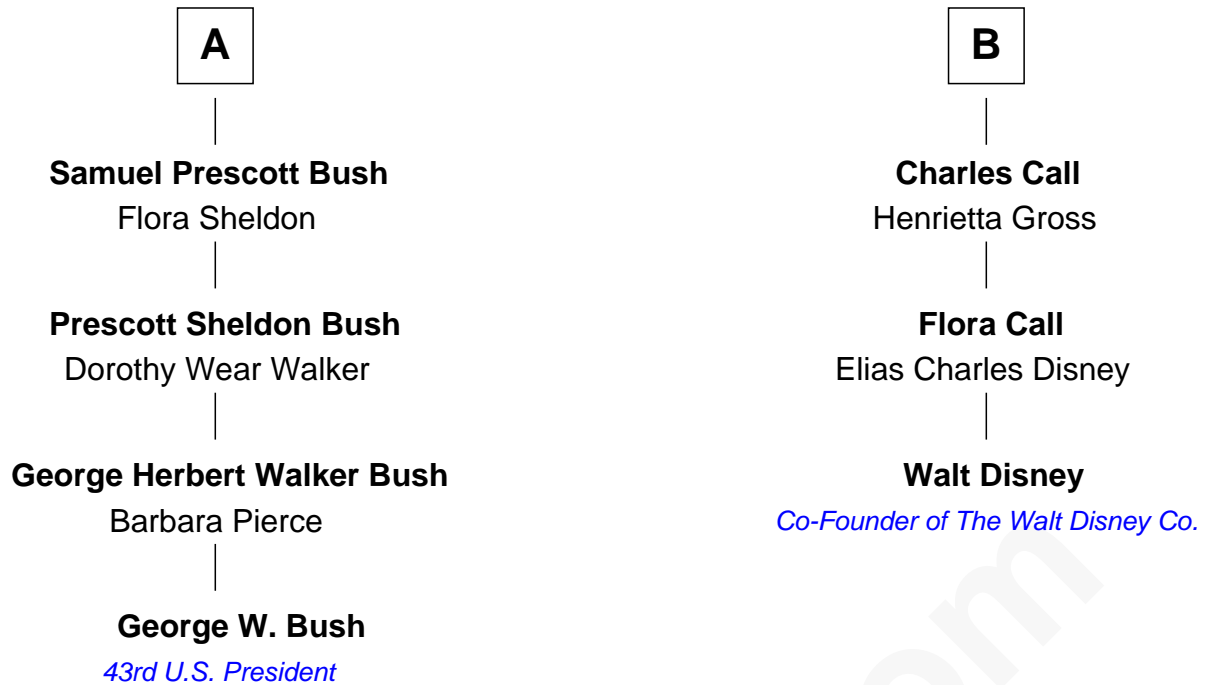 A
Samuel Prescott Bush
Flora Sheldon
Prescott Sheldon Bush
Dorothy Wear Walker
George Herbert Walker Bush
Barbara Pierce
George W. Bush
43rd U.S. President
B
Charles Call
Henrietta Gross
Flora Call
Elias Charles Disney
Walt Disney
Co-Founder of The Walt Disney Co.
om